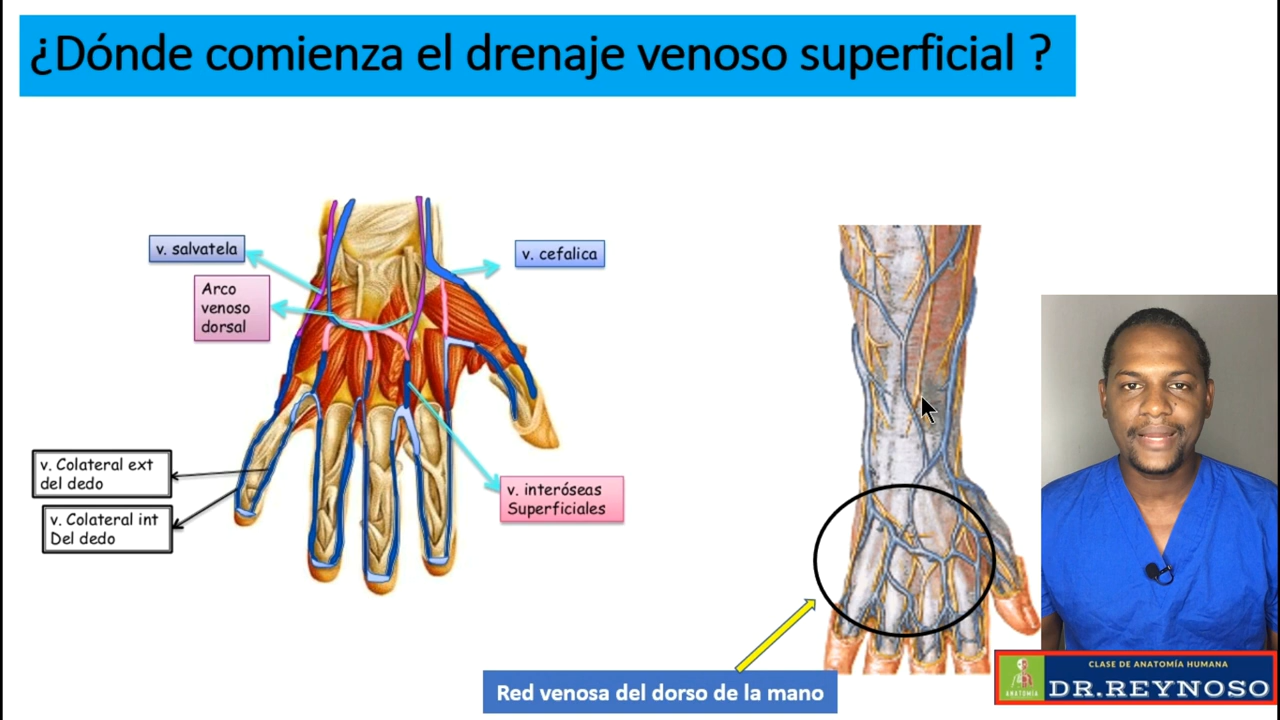 ¿Dónde comienza el drenaje venoso superficial ?
v. salvatela
v. cefalica
Arco
venoso
dorsal
v. Colateral ext
del dedo
v. Colateral int
Del dedo
v. interóseas
Superficiales
Red venosa del dorso de la mano
CLASE DE ANATOMÍA HUMANA
ANATOMÍA
DR.REYNOSO